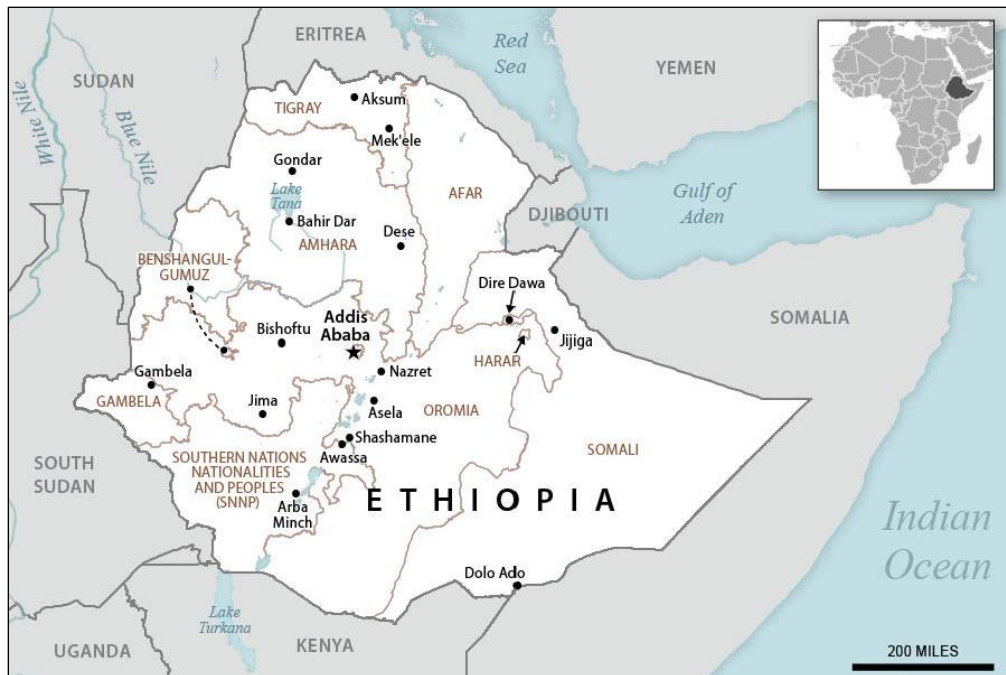 ERITREA
Red
Sea
YEMEN
SUDAN
White Nile
Blue Nile
TIGRAY
Aksum
Mek'ele
Gondar
Lake
Tana
AFAR
Gulf of
Aden
DJIBOUTI
Bahir Dar
AMHARA
Dese
BENSHANGUL-
GUMUZ
Dire Dawa
Addis
Ababa
Bishoftu
SOMALIA
Jijiga
HARAR
Nazret
Gambela
GAMBELA
Jima
Asela
OROMIA
Shashamane
Awassa
SOMALI
SOUTHERN NATIONS
NATIONALITIES
AND PEOPLES
(SNNP)
SOUTH
SUDAN
ETHIOPIA
Arba
Minch
Indian
Ocean
Dolo Ado
Lake
Turkana
UGANDA
KENYA
200 MILES